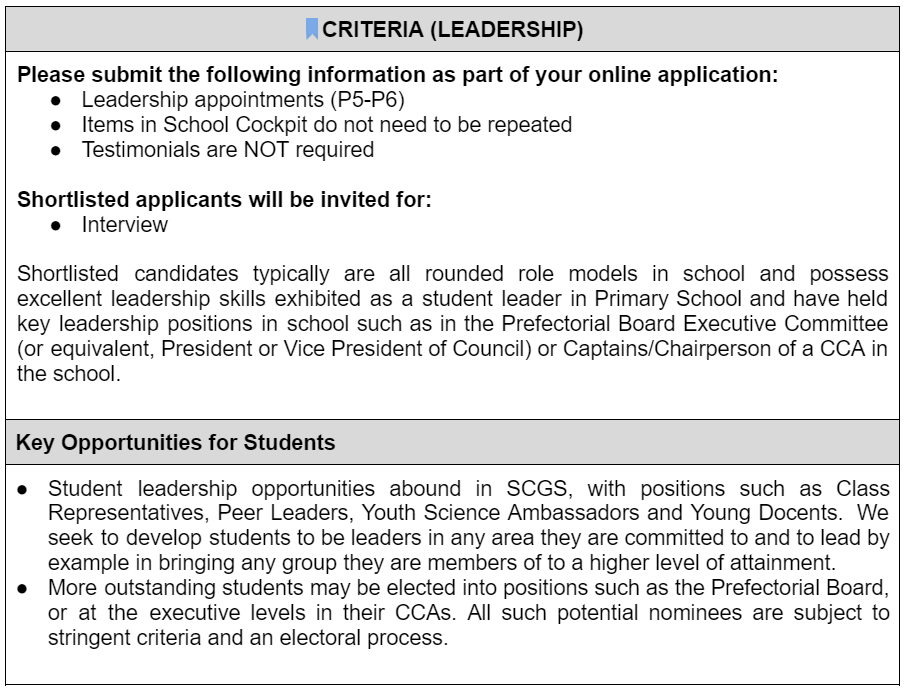 CRITERIA (LEADERSHIP)
Please submit the following information as part of your online application:
● Leadership appointments (P5-P6)
● Items in School Cockpit do not need to be repeated
● Testimonials are NOT required
Shortlisted applicants will be invited for:
● Interview
Shortlisted candidates typically are all rounded role models in school and possess
excellent leadership skills exhibited as a student leader in Primary School and have held
key leadership positions in school such as in the Prefectorial Board Executive Committee
(or equivalent, President or Vice President of Council) or Captains/Chairperson of a CCA in
the school.
Key Opportunities for Students
● Student leadership opportunities abound in SCGS, with positions such as Class
Representatives, Peer Leaders, Youth Science Ambassadors and Young Docents. We
seek to develop students to be leaders in any area they are committed to and to lead by
example in bringing any group they are members of to a higher level of attainment.
● More outstanding students may be elected into positions such as the Prefectorial Board,
or at the executive levels in their CCAs. All such potential nominees are subject to
stringent criteria and an electoral process.